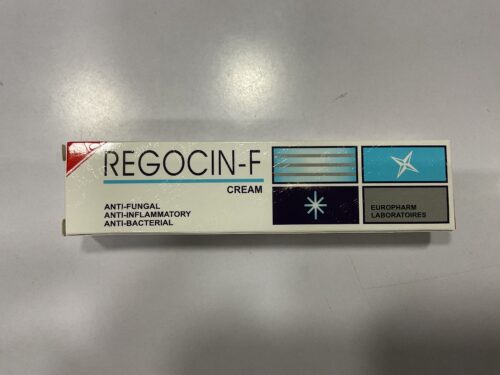 REGOCIN-F
CREAM
ANTI-FUNGAL
ANTI-INFLAMMATORY
ANTI-BACTERIAL
EUROPHARM
LABORATOIRES